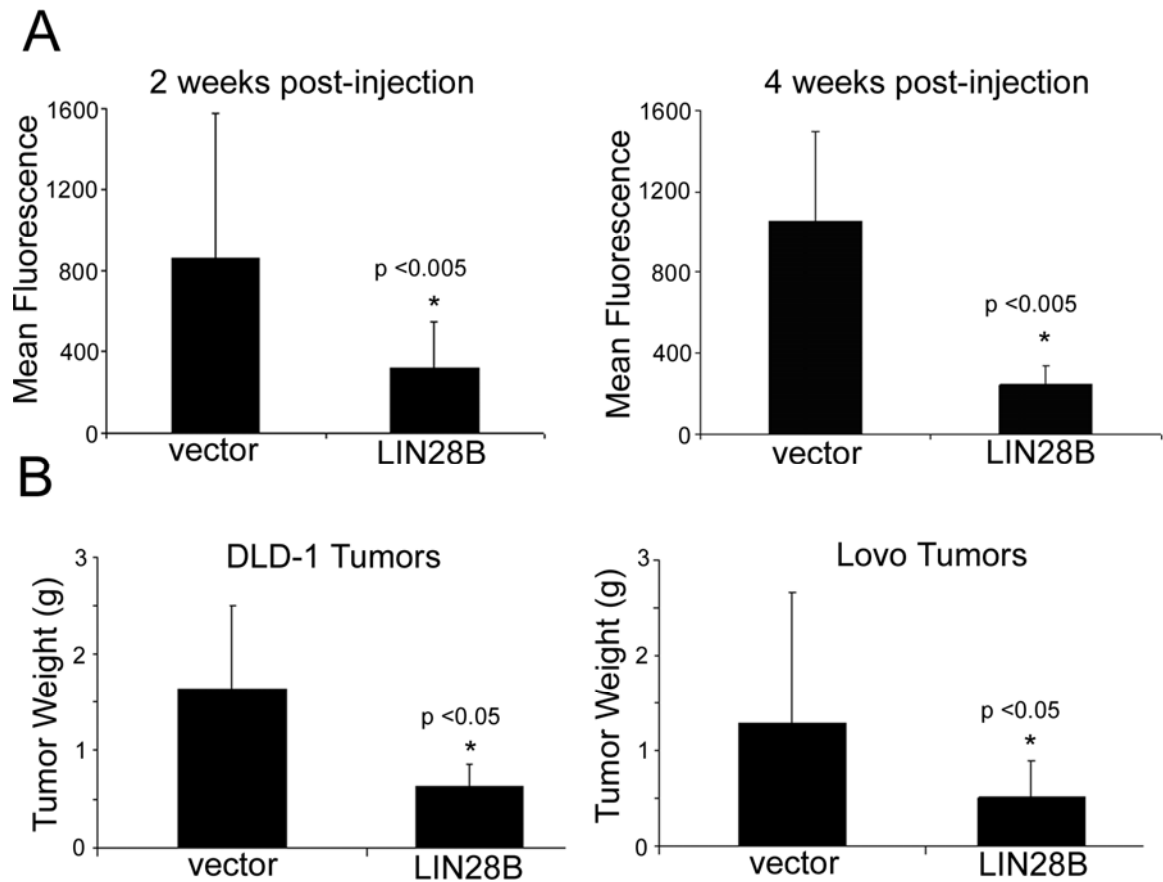 A
2 weeks post-injection
Mean Fluorescence
1600
1200
800
400
0
p <0.005
*
vector
LIN28B
4 weeks post-injection
Mean Fluorescence
1600
1200
800
400
0
p <0.005
*
vector
LIN28B
B
DLD-1 Tumors
Tumor Weight (g)
3
2
1
0
p <0.05
*
vector
LIN28B
Lovo Tumors
Tumor Weight (g)
3
2
1
0
p <0.05
*
vector
LIN28B